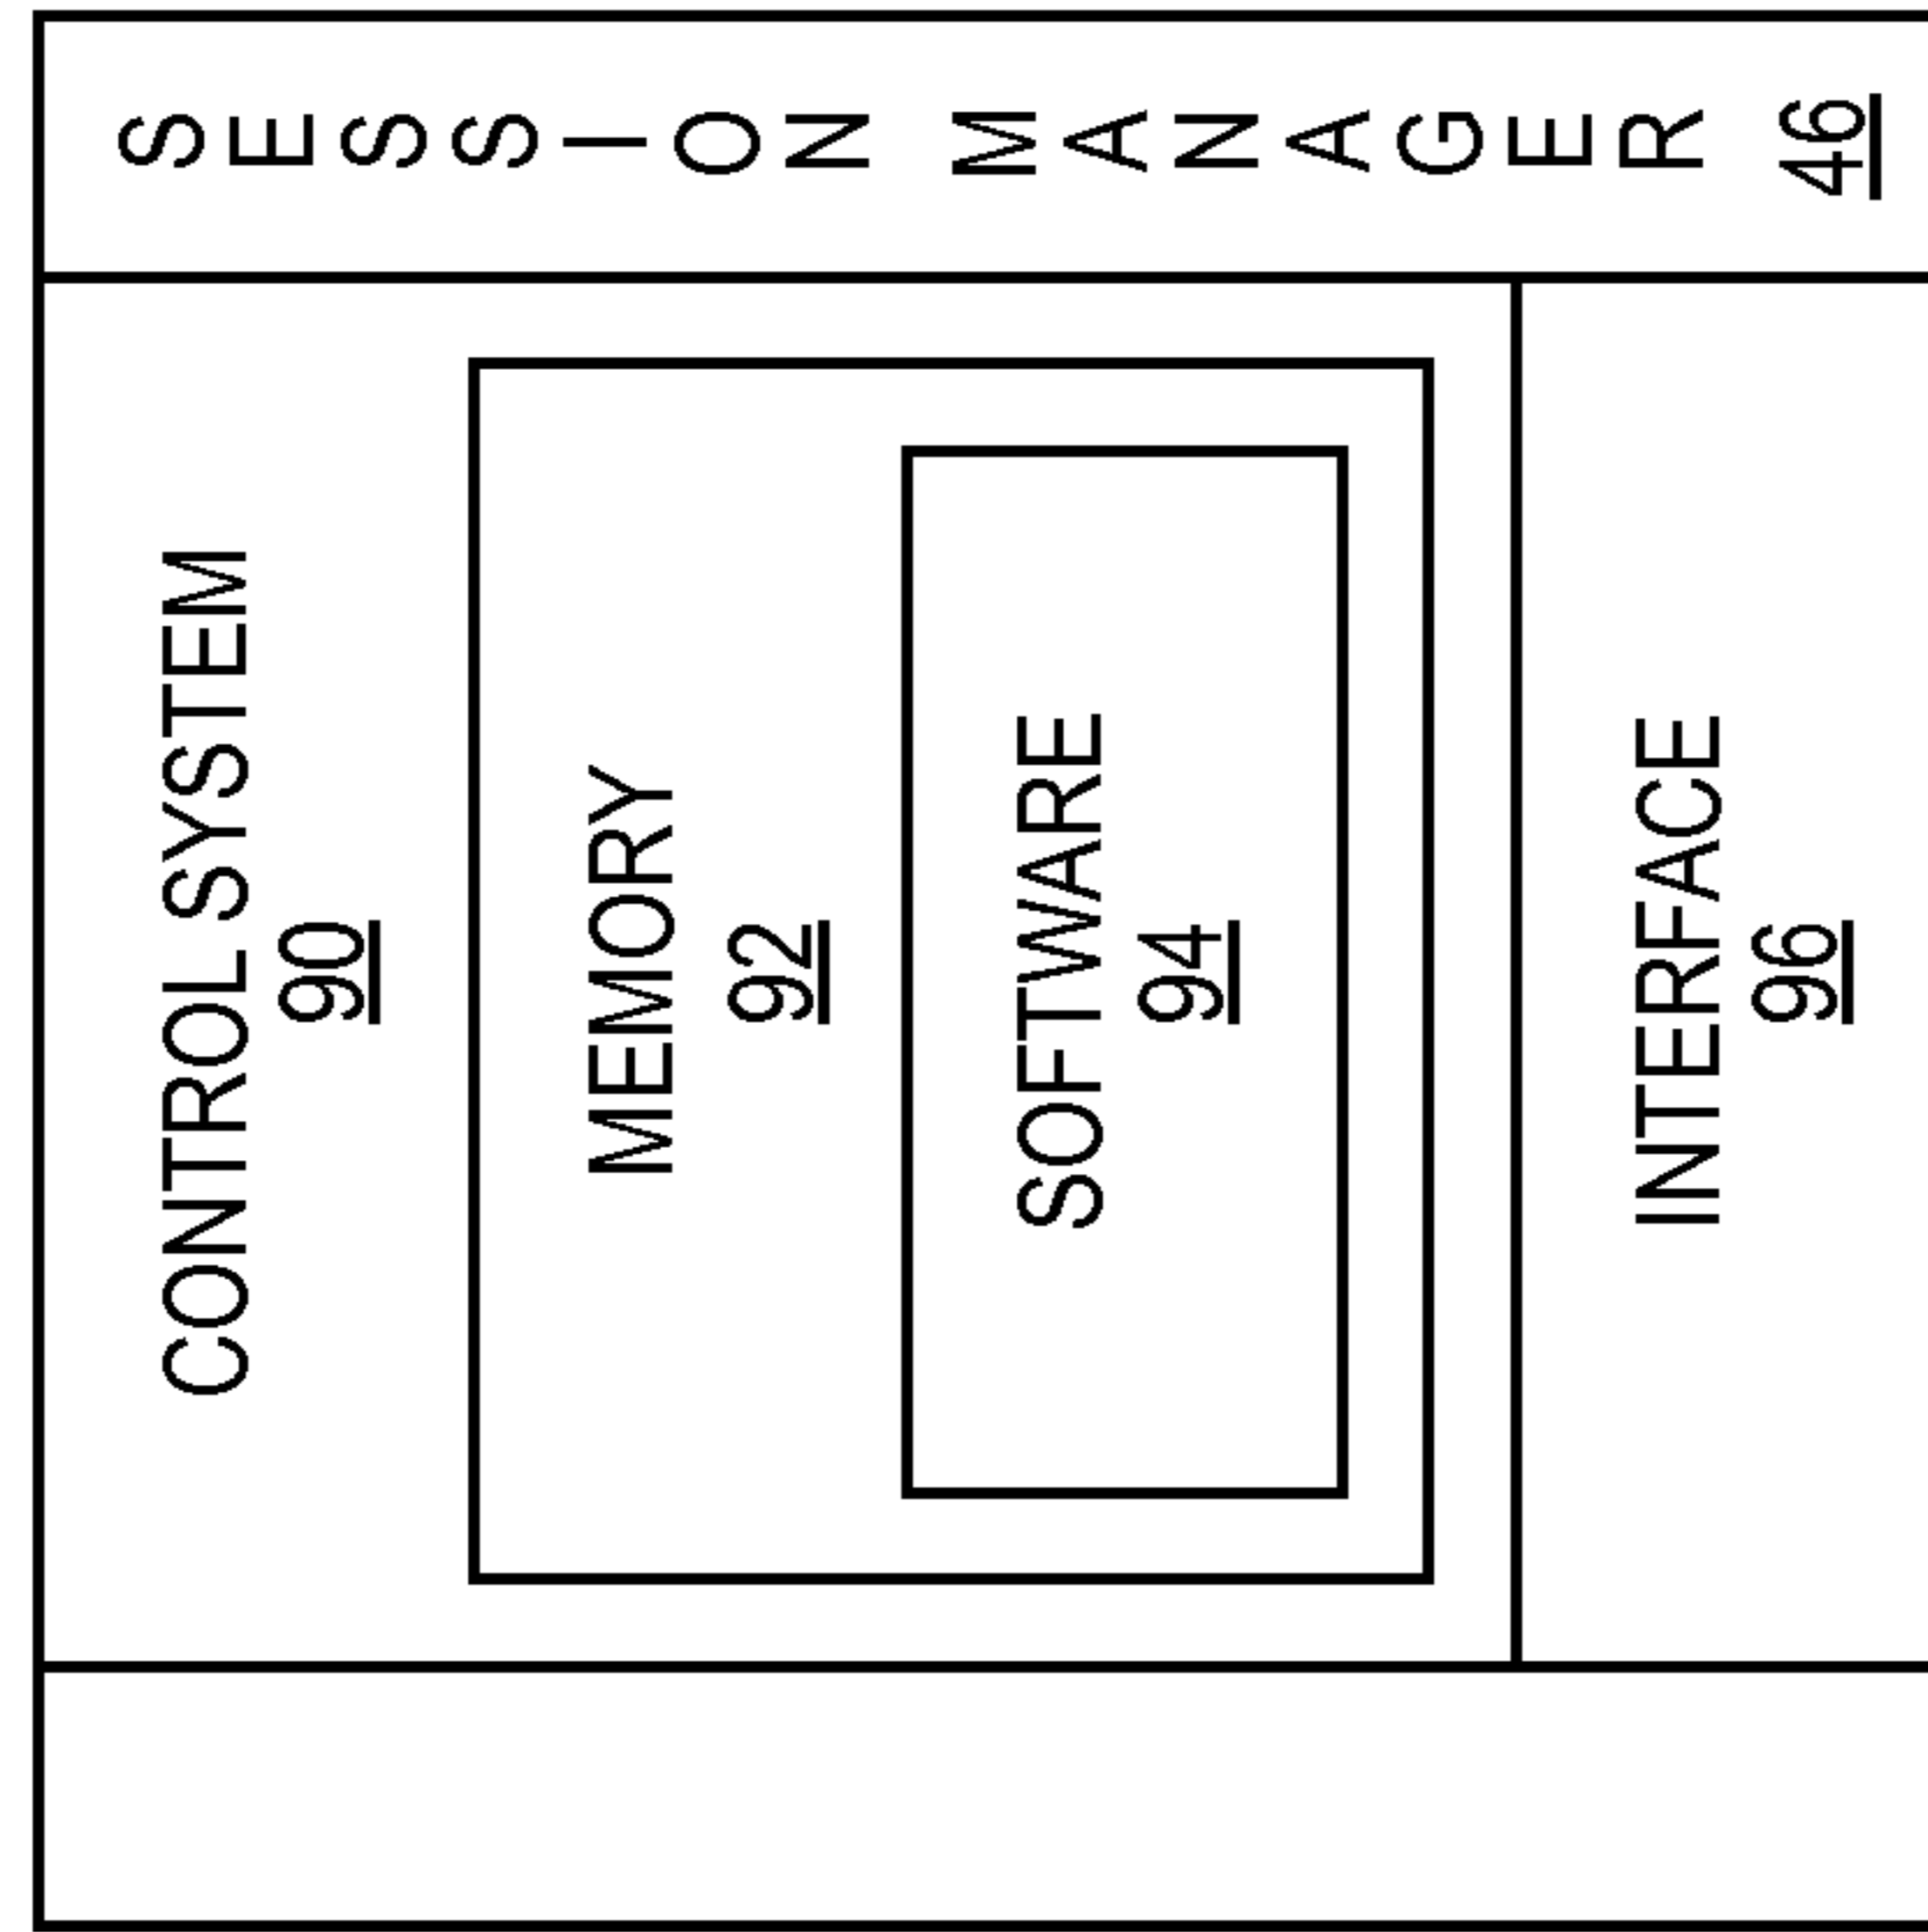 SESSION MANAGER
46
CONTROL SYSTEM
90
MEMORY
92
SOFTWARE
94
INTERFACE
96